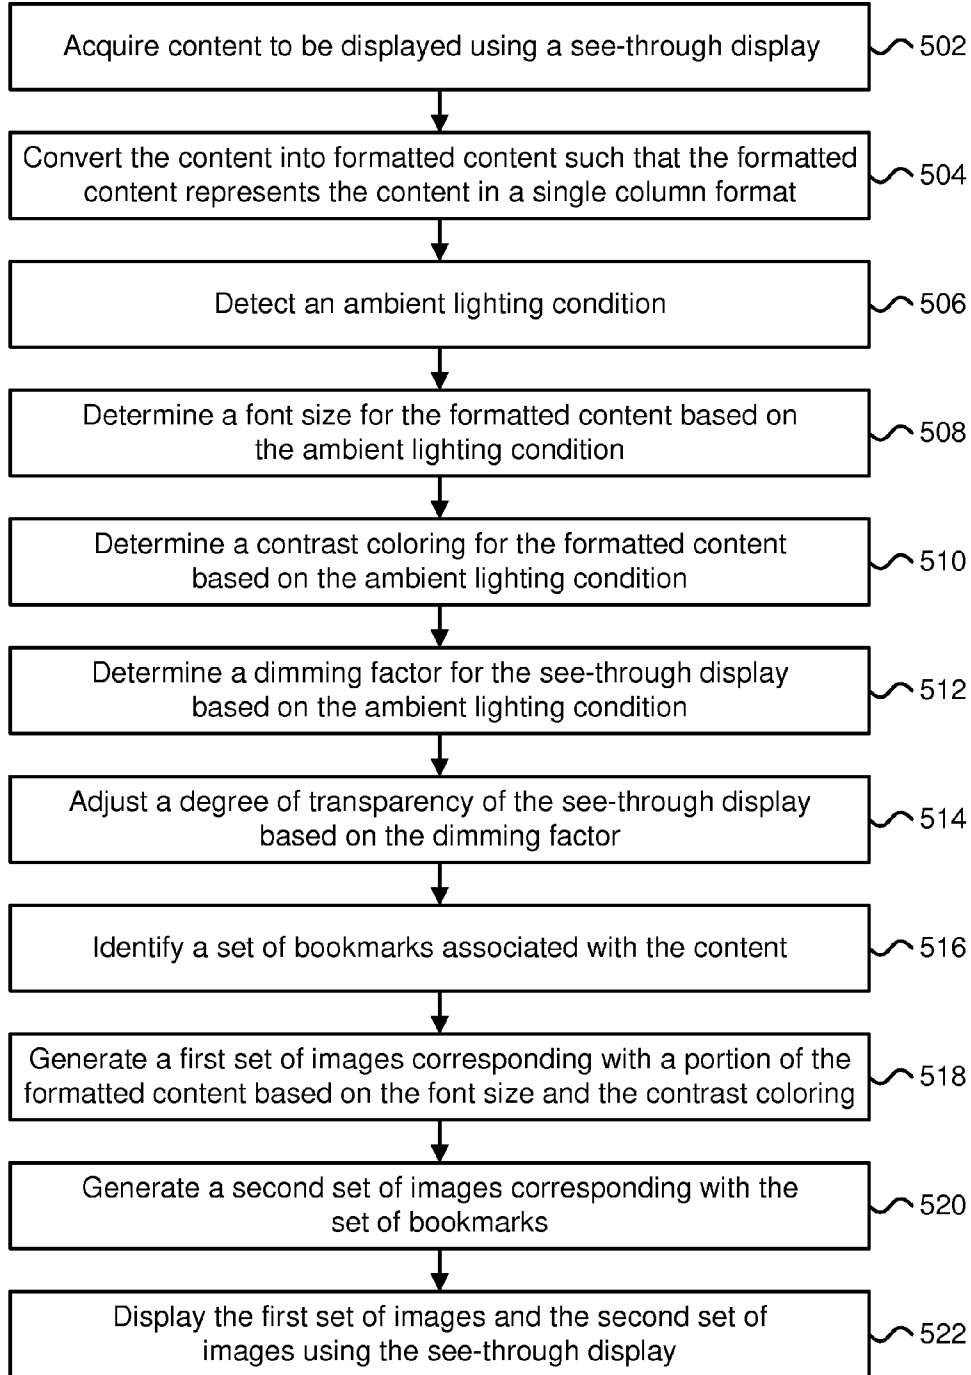 Acquire content to be displayed using a see-through display
502
Convert the content into formatted content such that the formatted
content represents the content in a single column format
504
Detect an ambient lighting condition
506
Determine a font size for the formatted content based on
the ambient lighting condition
508
Determine a contrast coloring for the formatted content
based on the ambient lighting condition
510
Determine a dimming factor for the see-through display
based on the ambient lighting condition
512
Adjust a degree of transparency of the see-through display
based on the dimming factor
514
Identify a set of bookmarks associated with the content
516
Generate a first set of images corresponding with a portion of the
formatted content based on the font size and the contrast coloring
518
Generate a second set of images corresponding with the
set of bookmarks
520
Display the first set of images and the second set of
images using the see-through display
522